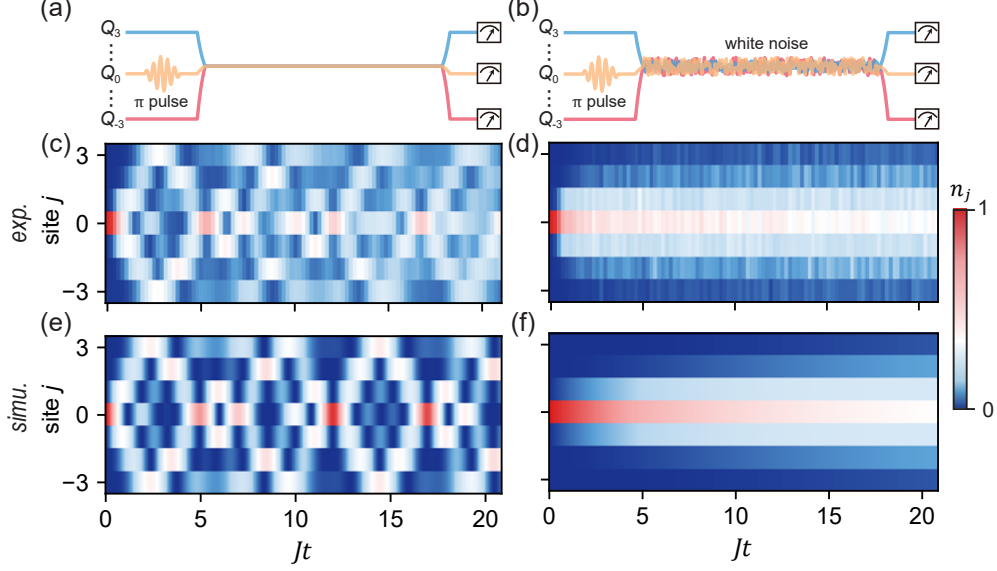 (a)
Q3
Q0
π pulse
Q-3
(b)
Q3
white noise
Q0
π pulse
Q-3
(c)
exp.
site j
3
0
−3
(d)
nj
1
0
(e)
simu.
site j
3
0
−3
0 5 10 15 20
Jt
(f)
0 5 10 15 20
Jt